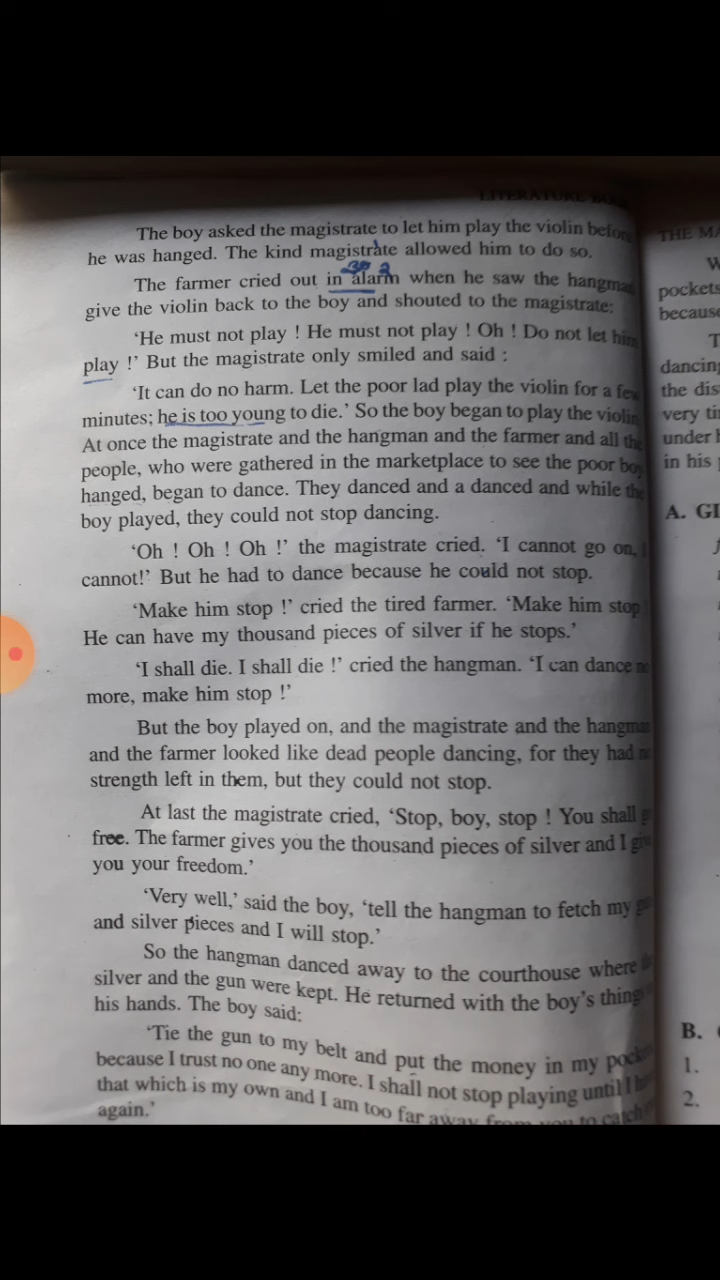 LITERATURE
The boy asked the magistrate to let him play the violin before
he was hanged. The kind magistrate allowed him to do so.
The farmer cried out in alarm when he saw the hangman
give the violin back to the boy and shouted to the magistrate:
‘He must not play ! He must not play ! Oh ! Do not let him
play !’ But the magistrate only smiled and said :
‘It can do no harm. Let the poor lad play the violin for a few
minutes; he is too young to die.’ So the boy began to play the violin
At once the magistrate and the hangman and the farmer and all the
people, who were gathered in the marketplace to see the poor boy
hanged, began to dance. They danced and a danced and while the
boy played, they could not stop dancing.
‘Oh ! Oh ! Oh !’ the magistrate cried. ‘I cannot go on, I
cannot!’ But he had to dance because he could not stop.
‘Make him stop !’ cried the tired farmer. ‘Make him stop !
He can have my thousand pieces of silver if he stops.’
‘I shall die. I shall die !’ cried the hangman. ‘I can dance no
more, make him stop !’
But the boy played on, and the magistrate and the hangman
and the farmer looked like dead people dancing, for they had no
strength left in them, but they could not stop.
At last the magistrate cried, ‘Stop, boy, stop ! You shall
free. The farmer gives you the thousand pieces of silver and I give
you your freedom.’
‘Very well,’ said the boy, ‘tell the hangman to fetch my
and silver pieces and I will stop.’
So the hangman danced away to the courthouse where
silver and the gun were kept. He returned with the boy’s things
his hands. The boy said:
‘Tie the gun to my belt and put the money in my pocket
because I trust no one any more. I shall not stop playing until I
that which is my own and I am too far away from you to catch
again.’
THE MA
W
pockets
because
T
dancing
the dis
very ti
under h
in his
A. GI
B.
1.
2.